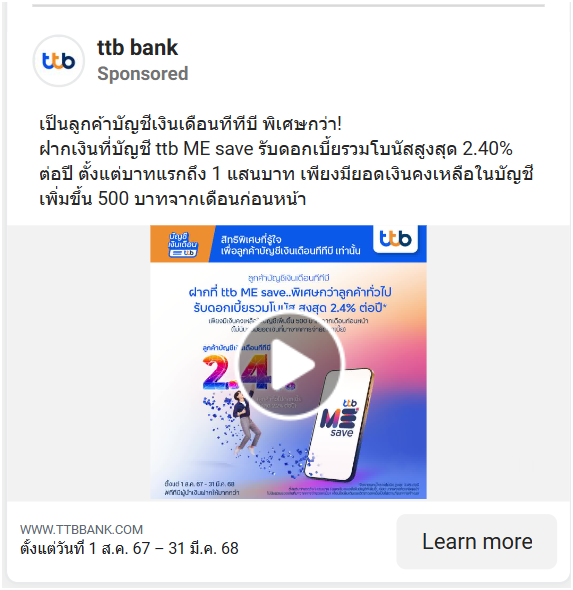 ttb
ttb bank
Sponsored
เป็นลูกค้าบัญชีเงินเดือนทีทีบี พิเศษกว่า!
ฝากเงินที่บัญชี ttb ME save รับดอกเบี้ยรวมโบนัสสูงสุด 2.40%
ต่อปี ตั้งแต่บาทแรกถึง 1 แสนบาท เพียงมียอดเงินคงเหลือในบัญชี
เพิ่มขึ้น 500 บาทจากเดือนก่อนหน้า
บัญชี
เงินเดือน
ttb
สิทธิพิเศษที่รู้ใจ
เพื่อลูกค้าบัญชีเงินเดือนทีทีบี เท่านั้น
ttb
ลูกค้าบัญชีเงินเดือนทีทีบี
ฝากที่ ttb ME save..พิเศษกว่าลูกค้าทั่วไป
รับดอกเบี้ยรวมโบนัส สูงสุด 2.4% ต่อปี*
ลูกค้าบัญชีเงินเดือนทีทีบี
2.4
ttb
ME
save
ตั้งแต่ 1 ส.ค. 67 - 31 มี.ค. 68
WWW.TTBBANK.COM
ตั้งแต่วันที่ 1 ส.ค. 67 – 31 มี.ค. 68
Learn more